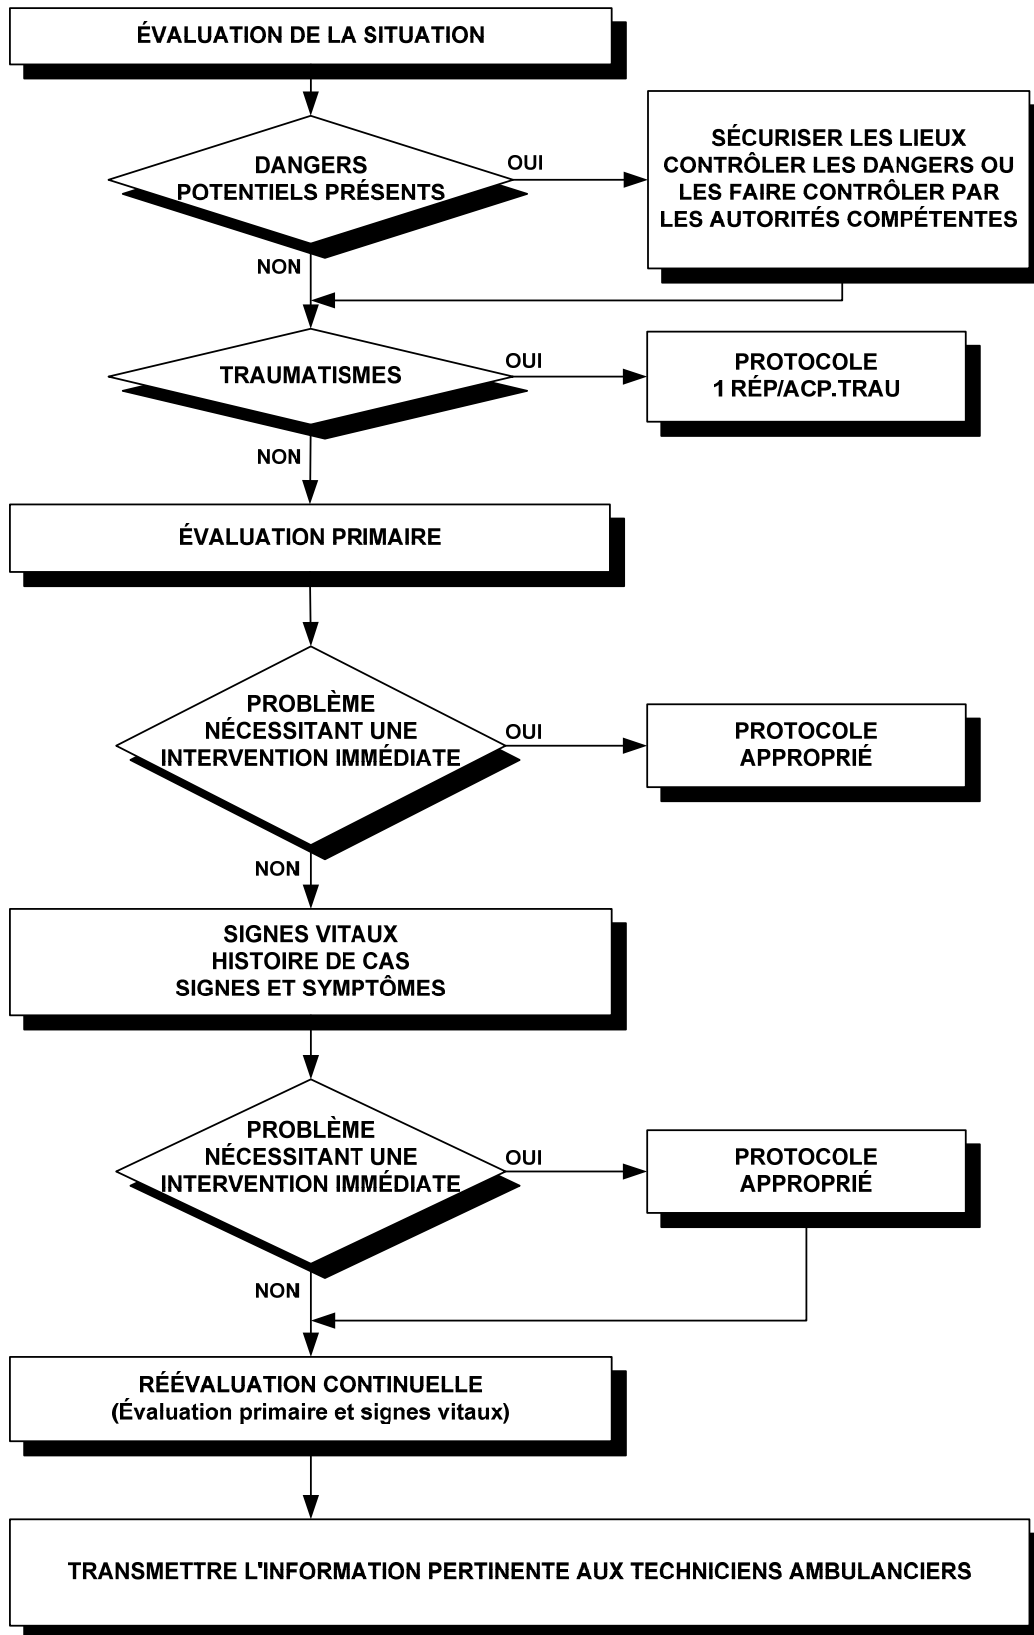 ÉVALUATION DE LA SITUATION
DANGERS
POTENTIELS PRÉSENTS
OUI
SÉCURISER LES LIEUX
CONTRÔLER LES DANGERS OU
LES FAIRE CONTRÔLER PAR
LES AUTORITÉS COMPÉTENTES
NON
TRAUMATISMES
OUI
PROTOCOLE
1 RÉP/ACP.TRAU
NON
ÉVALUATION PRIMAIRE
PROBLÈME
NÉCESSITANT UNE
INTERVENTION IMMÉDIATE
OUI
PROTOCOLE
APPROPRIÉ
NON
SIGNES VITAUX
HISTOIRE DE CAS
SIGNES ET SYMPTÔMES
PROBLÈME
NÉCESSITANT UNE
INTERVENTION IMMÉDIATE
OUI
PROTOCOLE
APPROPRIÉ
NON
RÉÉVALUATION CONTINUELLE
(Évaluation primaire et signes vitaux)
TRANSMETTRE L'INFORMATION PERTINENTE AUX TECHNICIENS AMBULANCIERS